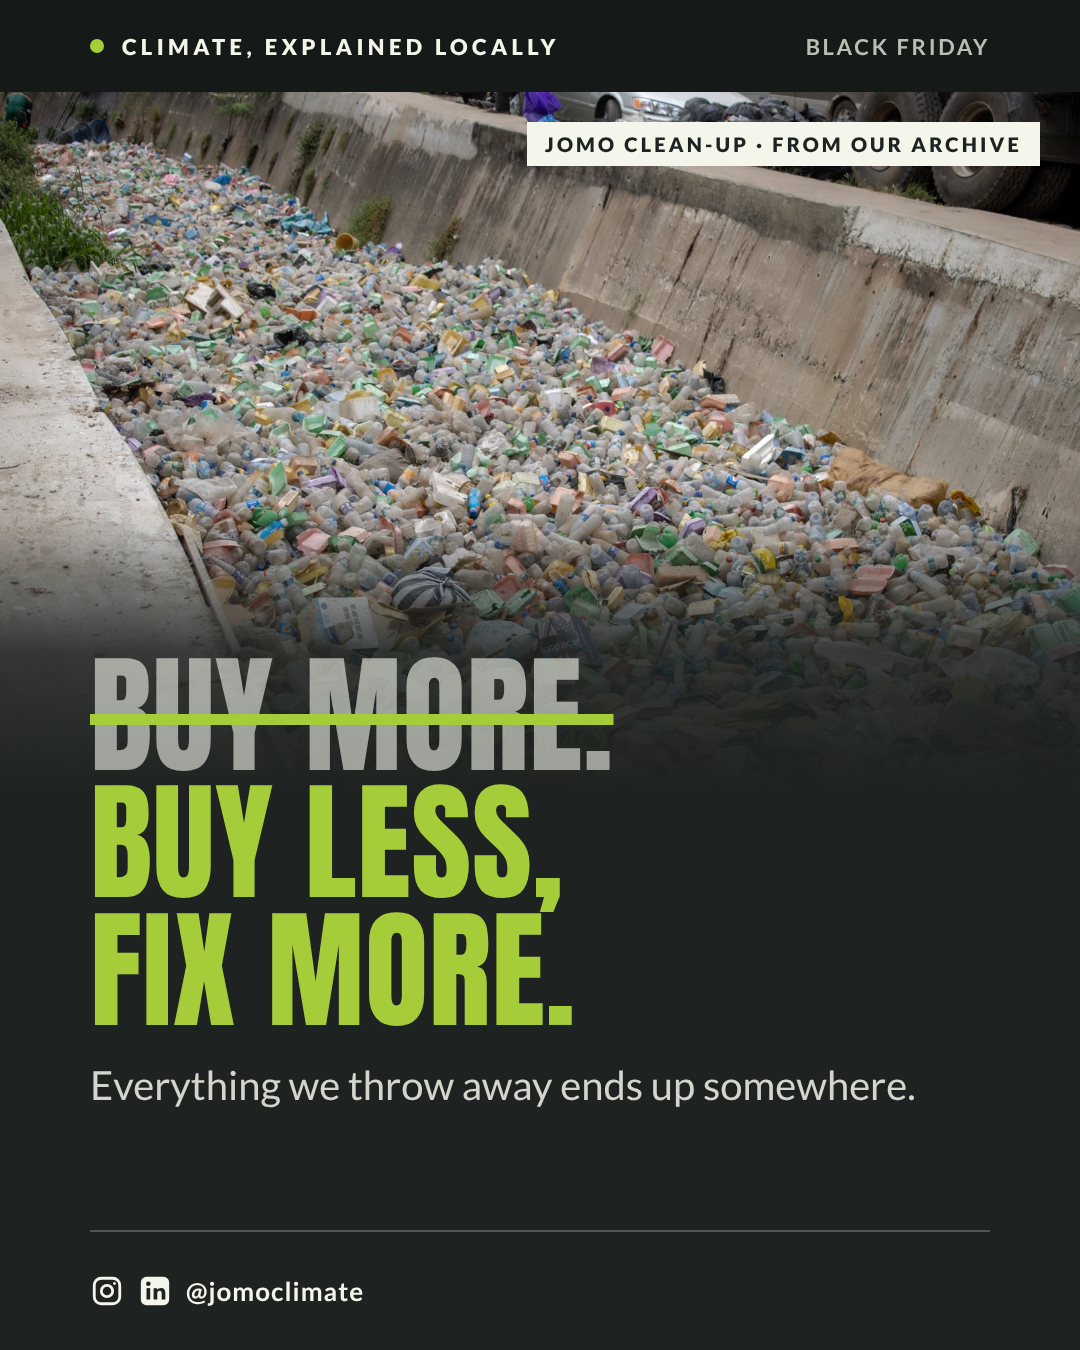 CLIMATE, EXPLAINED LOCALLY
BLACK FRIDAY
JOMO CLEAN-UP · FROM OUR ARCHIVE
BUY MORE.
BUY LESS,
FIX MORE.
Everything we throw away ends up somewhere.
@jomoclimate